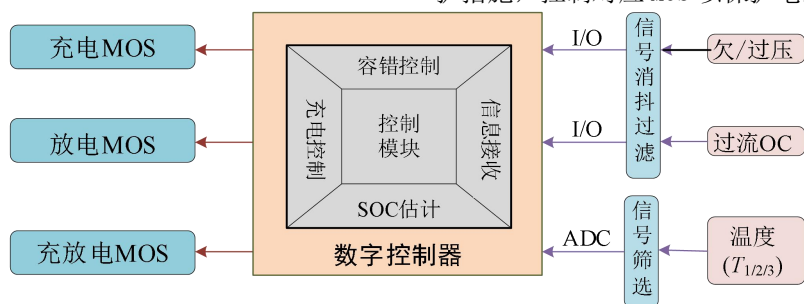 充电MOS
放电MOS
充放电MOS
容错控制
充电控制
控制
模块
信息接收
SOC估计
数字控制器
I/O
I/O
ADC
信号消抖过滤
信号筛选
欠/过压
过流OC
温度
(T1/2/3)